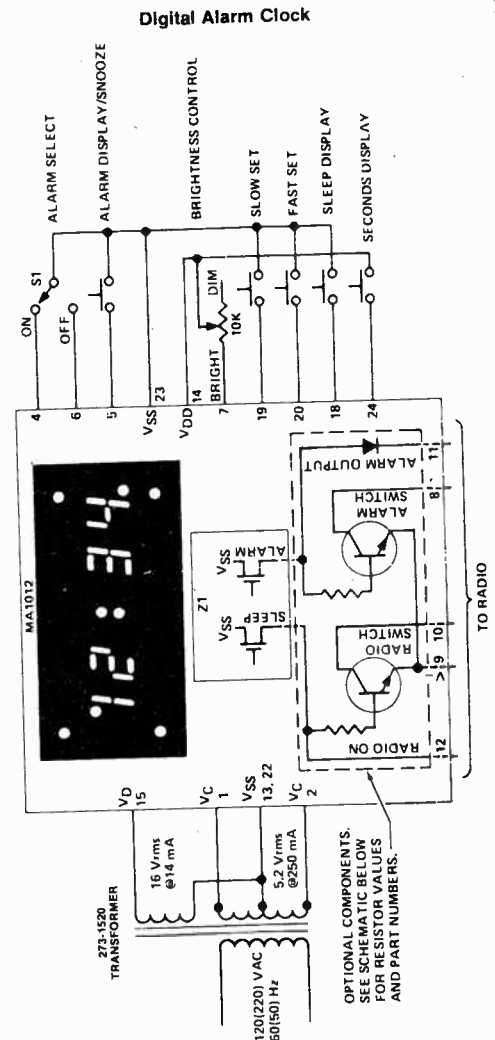 Digital Alarm Clock
ALARM SELECT
ALARM DISPLAY/SNOOZE
BRIGHTNESS CONTROL
SLOW SET
FAST SET
SLEEP DISPLAY
SECONDS DISPLAY
S1
ON
OFF
DIM
10K
BRIGHT
4
6
5
VSS 23
VDD 14
7
19
20
18
24
MA1012
12:34
Z1
VSS
SLEEP
VSS
ALARM
ALARM OUTPUT
11
ALARM
SWITCH
8
RADIO
SWITCH
10
9
RADIO ON
12
TO RADIO
VD
15
VC
1
VSS
13, 22
VC
2
16 Vrms
@14 mA
5.2 Vrms
@250 mA
273-1520
TRANSFORMER
120(220) VAC
60(50) Hz
OPTIONAL COMPONENTS.
SEE SCHEMATIC BELOW
FOR RESISTOR VALUES
AND PART NUMBERS.